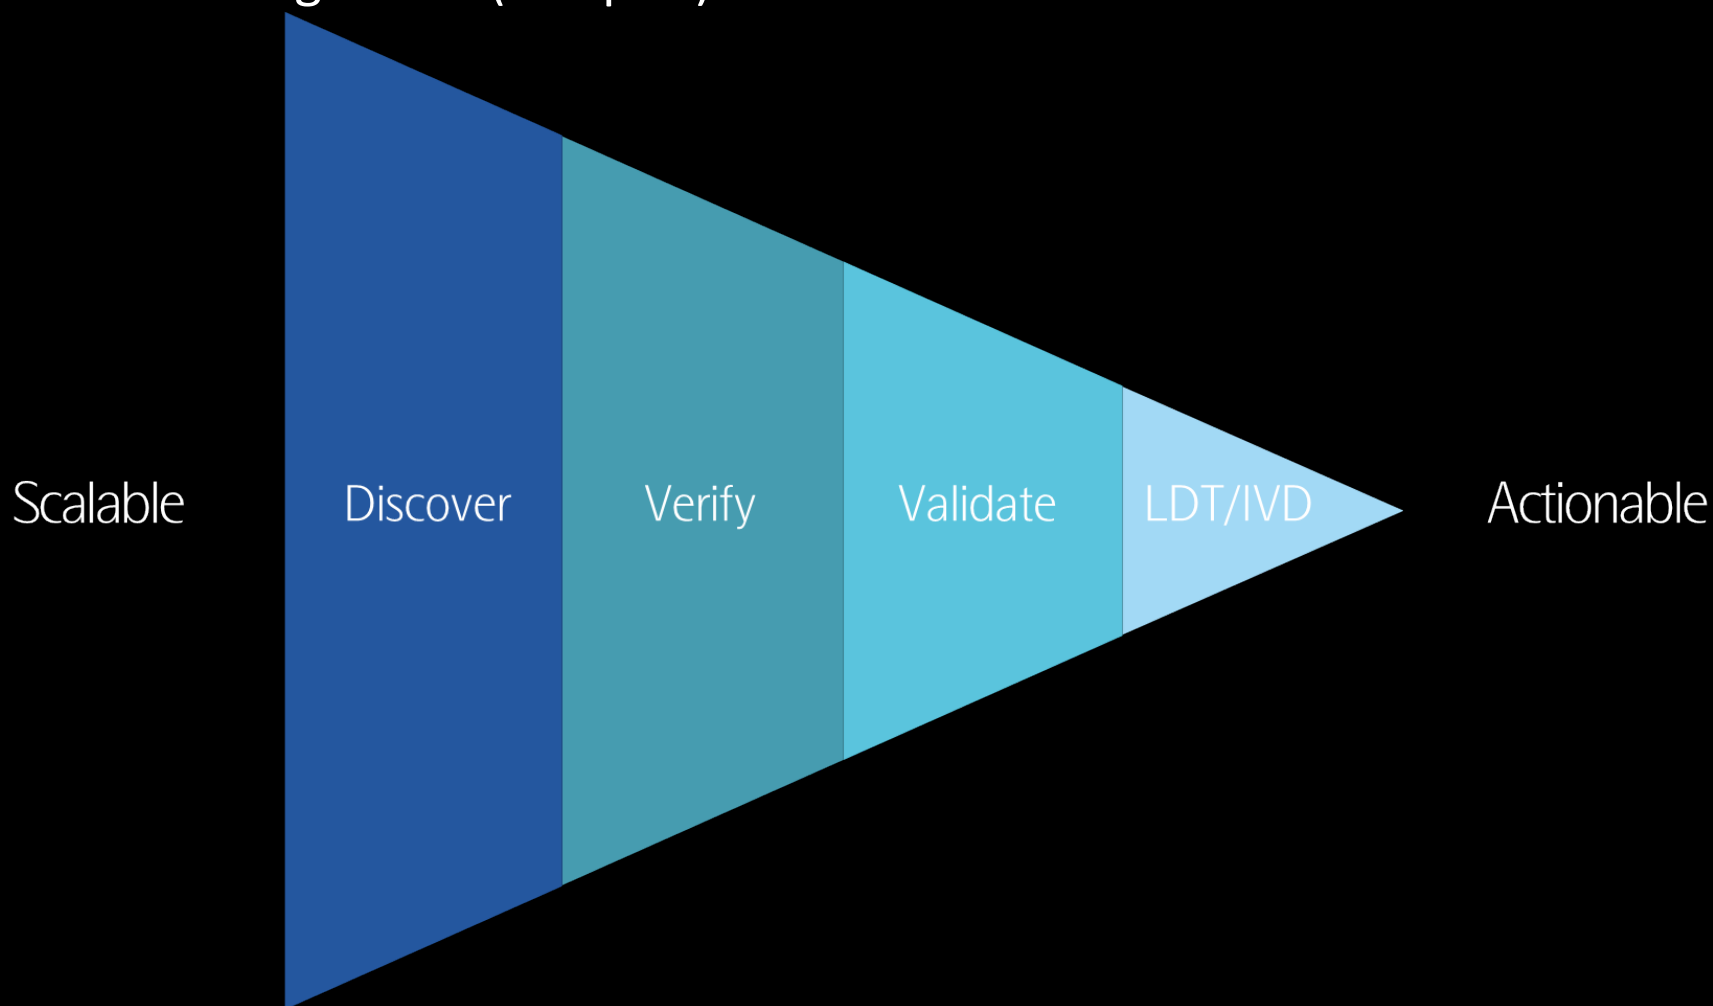 Scalable
Discover
Verify
Validate
LDT/IVD
Actionable